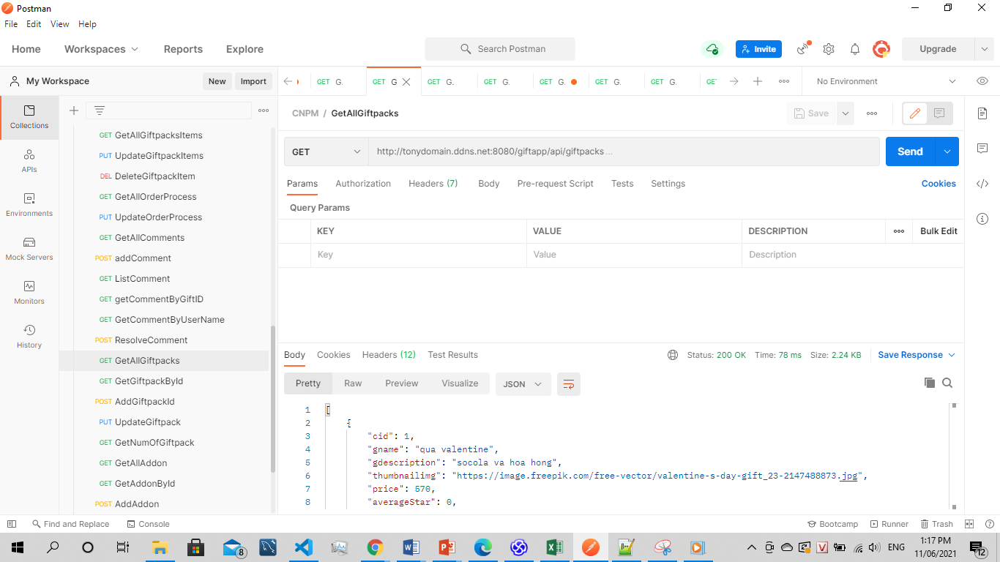 Postman
File Edit View Help
Home Workspaces Reports Explore Search Postman Invite Upgrade
My Workspace New Import GET G. GET G GET G. GET G. GET G. GET G. GET G. GET No Environment
Collections
APIs
Environments
Mock Servers
Monitors
History
GET GetAllGiftpacksItems
PUT UpdateGiftpackItems
DEL DeleteGiftpackItem
GET GetAllOrderProcess
PUT UpdateOrderProcess
GET GetAllComments
POST addComment
GET ListComment
GET getCommentByGiftID
GET GetCommentByUserName
POST ResolveComment
GET GetAllGiftpacks
GET GetGiftpackById
POST AddGiftpackId
PUT UpdateGiftpack
GET GetNumOfGiftpack
GET GetAllAddon
GET GetAddonById
POST AddAddon
CNPM / GetAllGiftpacks Save
GET http://tonydomain.ddns.net:8080/giftapp/api/giftpacks ... Send
Params Authorization Headers (7) Body Pre-request Script Tests Settings Cookies
Query Params
KEY VALUE DESCRIPTION Bulk Edit
Key Value Description
Body Cookies Headers (12) Test Results Status: 200 OK Time: 78 ms Size: 2.24 KB Save Response
Pretty Raw Preview Visualize JSON
1 [
2 {
3 "cid": 1,
4 "gname": "qua valentine",
5 "gdescription": "socola va hoa hong",
6 "thumbnailimg": "https://image.freepik.com/free-vector/valentine-s-day-gift_23-2147488873.jpg",
7 "price": 570,
8 "averageStar": 0,
Find and Replace Console Bootcamp Runner Trash
8 ENG 1:17 PM
11/06/2021 12